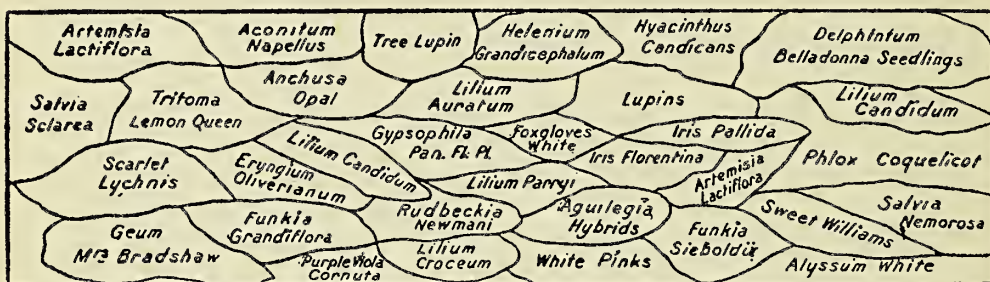 Artemisia
Lactiflora
Aconitum
Napellus
Tree Lupin
Helenium
Grandicephalum
Hyacinthus
Candicans
Delphinium
Belladonna Seedlings
Salvia
Sclarea
Tritoma
Lemon Queen
Anchusa
Opal
Lilium
Auratum
Lupins
Lilium
Candidum
Scarlet
Lychnis
Eryngium
Oliverianum
Lilium Candidum
Gypsophila
Pan. Fl. Pl.
Foxgloves
White
Iris Pallida
Iris Florentina
Artemisia
Lactiflora
Phlox Coquelicot
Lilium Parryi
Geum
Mrs Bradshaw
Funkia
Grandiflora
Rudbeckia
Newmani
Aguilegia
Hybrids
Funkia
Sieboldii
Sweet Williams
Salvia
Nemorosa
Purple Viola
Cornuta
Lilium
Croceum
White Pinks
Alyssum White